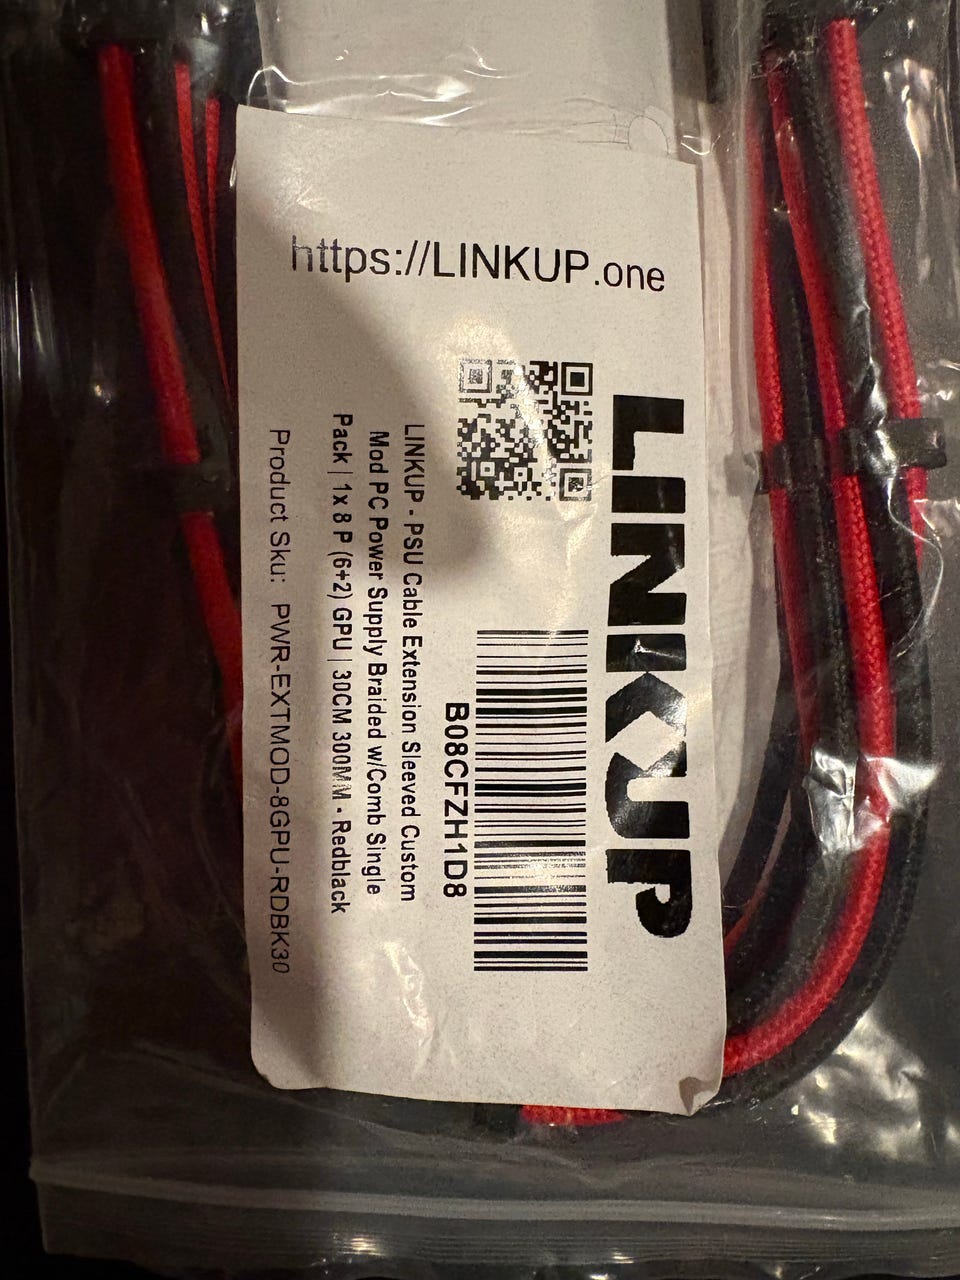 https://LINKUP.one
LINKUP
B08CFZH1D8
LINKUP - PSU Cable Extension Sleeved Custom
Mod PC Power Supply Braided w/Comb Single
Pack | 1x 8 P (6+2) GPU | 30CM 300MM - Redblack
Product Sku: PWR-EXTMOD-8GPU-RDBK30